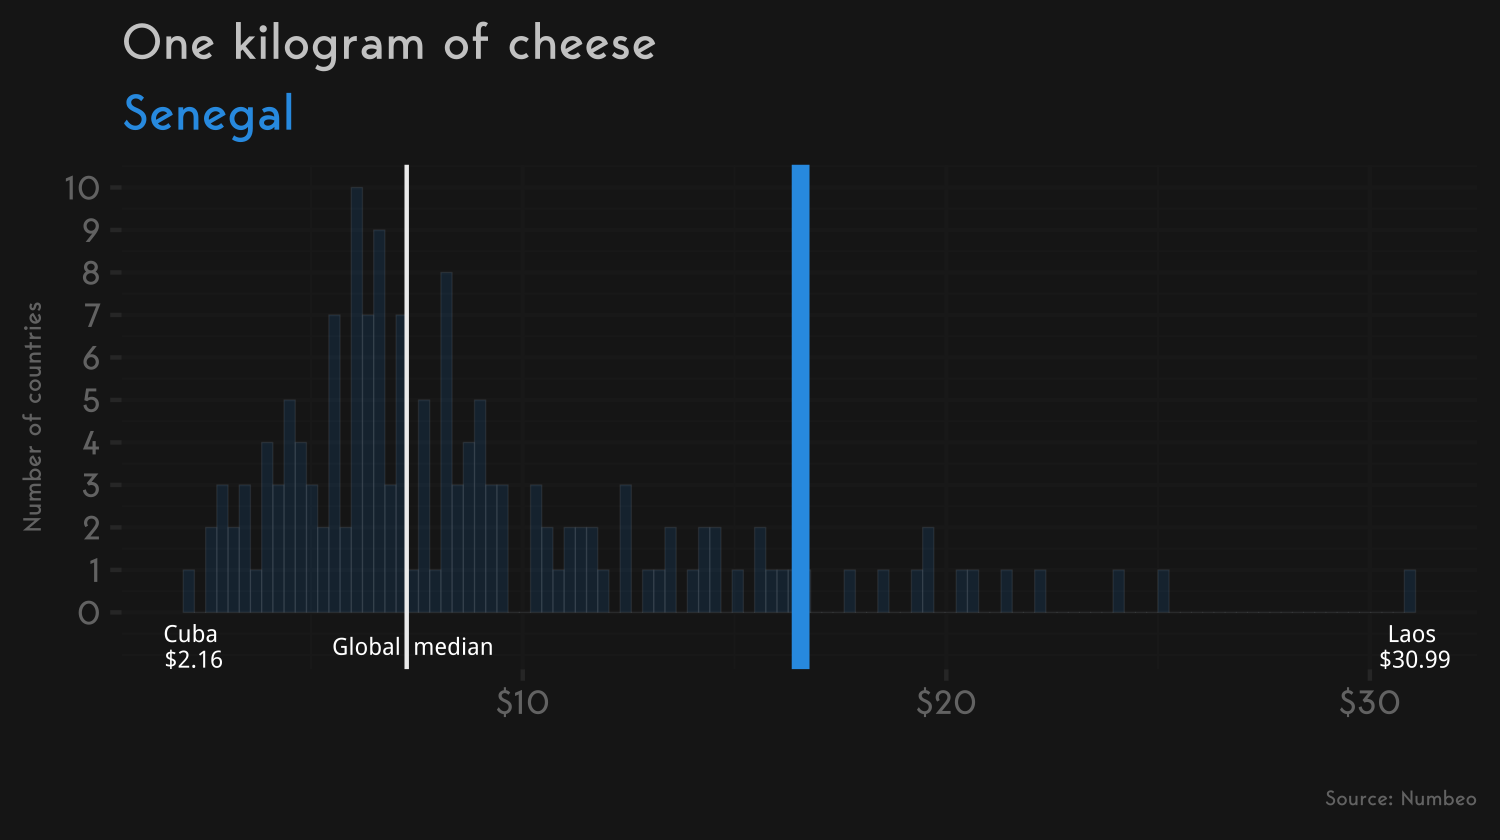 One kilogram of cheese
Senegal
Number of countries
10
9
8
7
6
5
4
3
2
1
0
Cuba
$2.16
Global median
Laos
$30.99
$10 $20 $30
Source: Numbeo